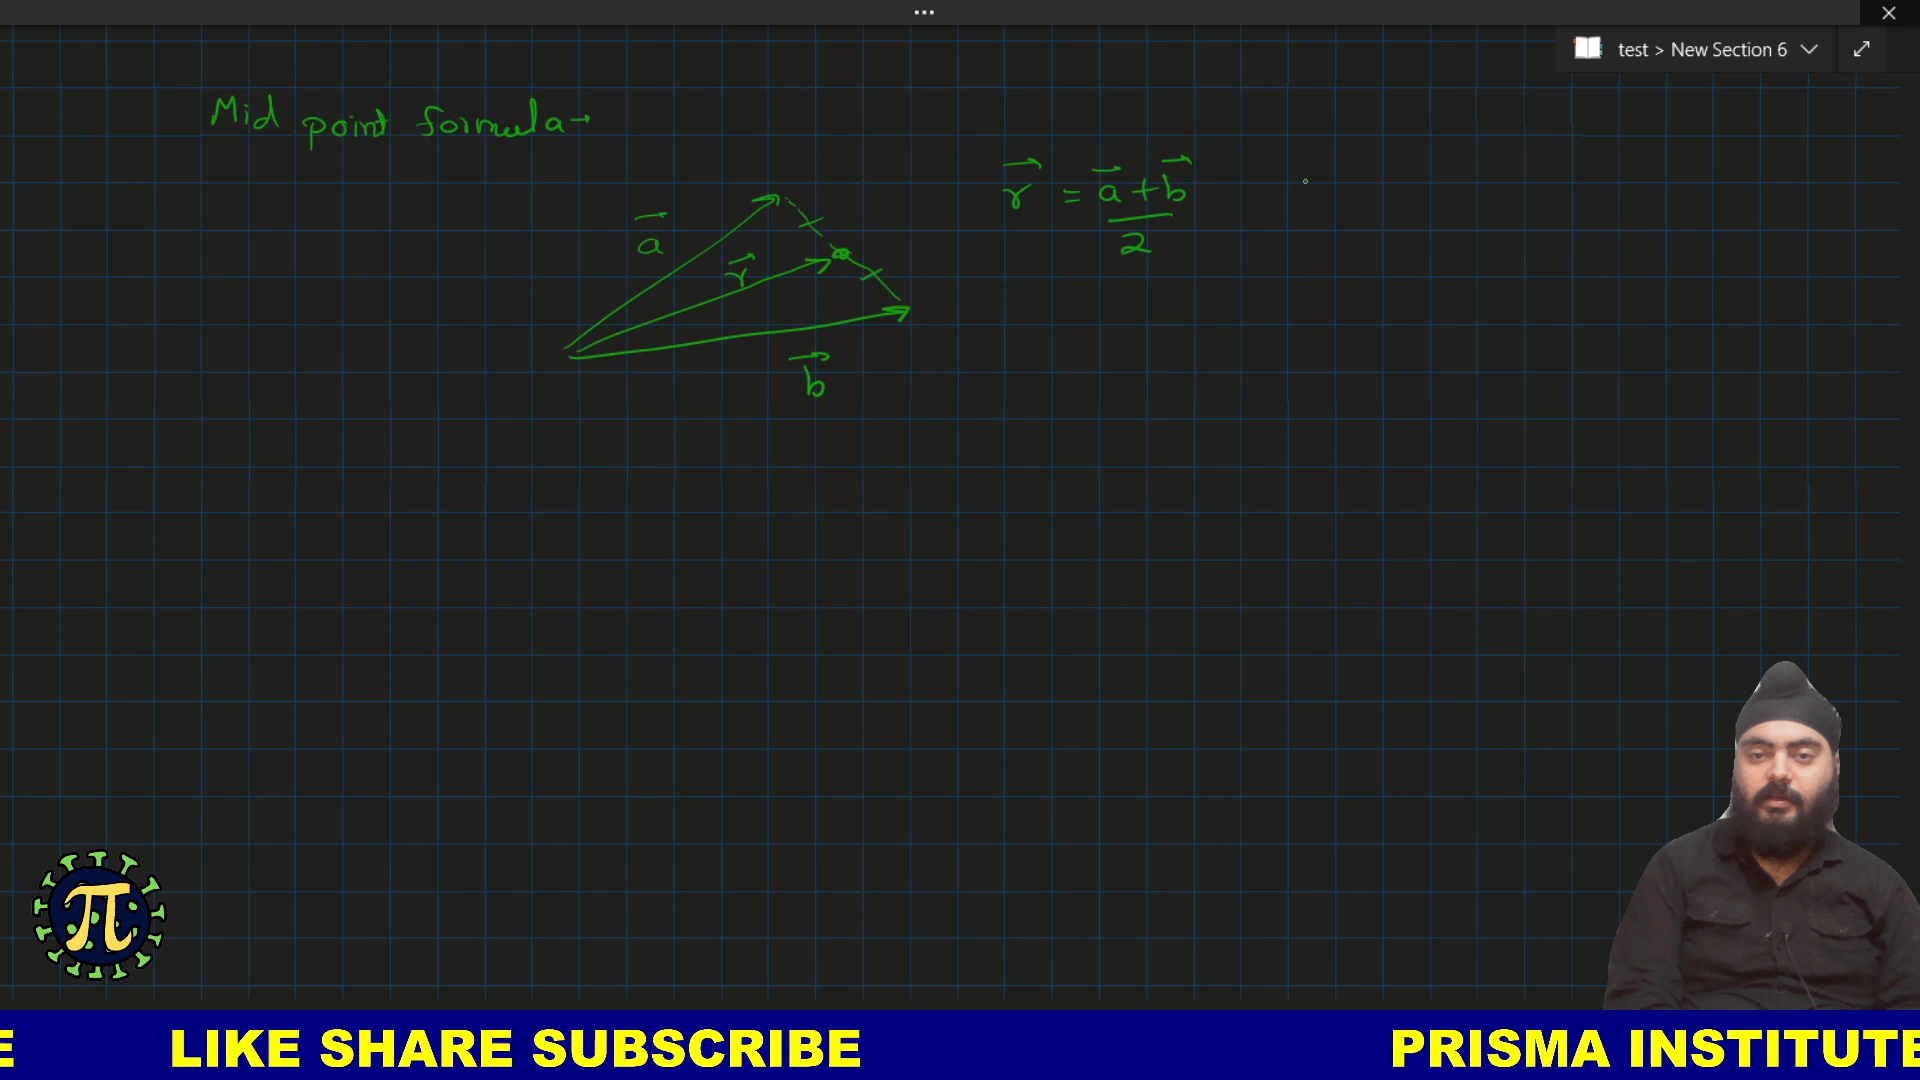 ...
test > New Section 6
Mid point formula→
r⃗ = a⃗ + b⃗
2
a⃗
r⃗
b⃗
π
E LIKE SHARE SUBSCRIBE PRISMA INSTITUTE